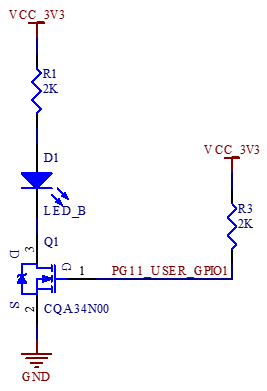 VCC_3V3
R1
2K
D1
VCC_3V3
LED_B
R3
2K
Q1
D
3
G
1
PG11_USER_GPIO1
S
2
CQA34N00
GND